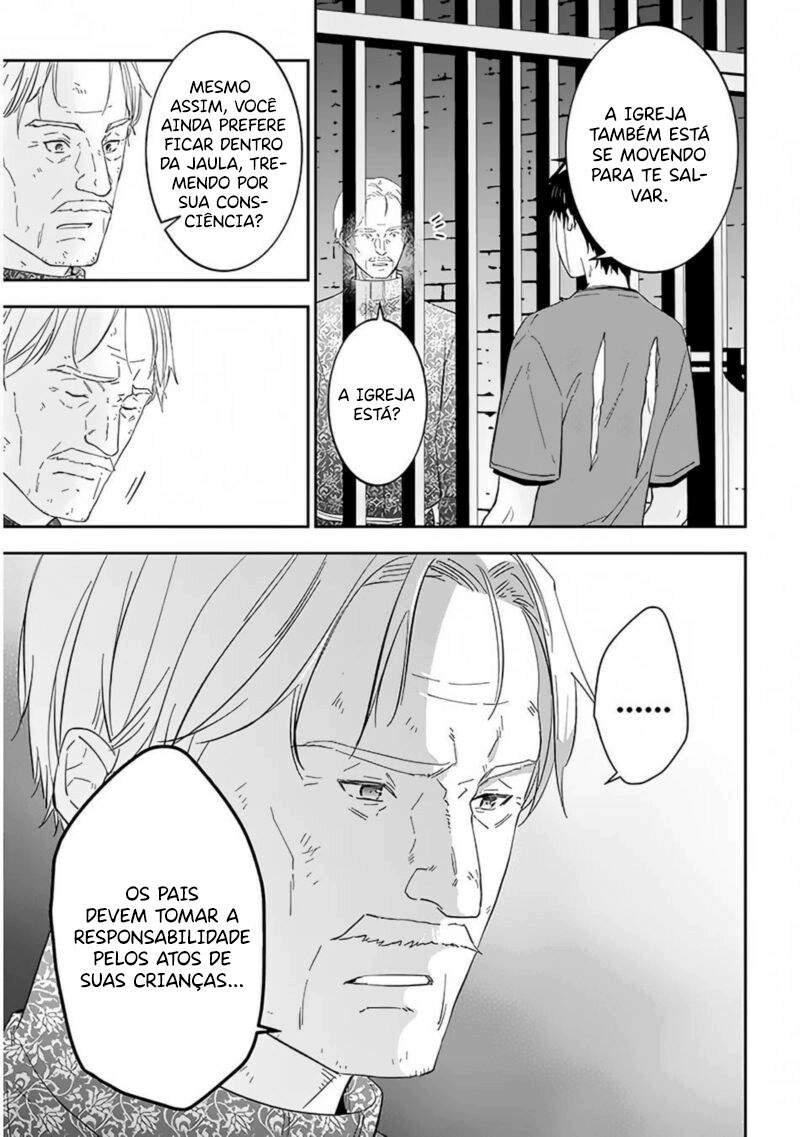 A IGREJA
TAMBÉM ESTÁ
SE MOVENDO
PARA TE SAL-
VAR.
A IGREJA
ESTÁ?
MESMO
ASSIM, VOCÊ
AINDA PREFERE
FICAR DENTRO
DA JAULA, TRE-
MENDO POR
SUA CONS-
CIÊNCIA?
......
OS PAIS
DEVEM TOMAR A
RESPONSABILIDADE
PELOS ATOS DE
SUAS CRIANÇAS...